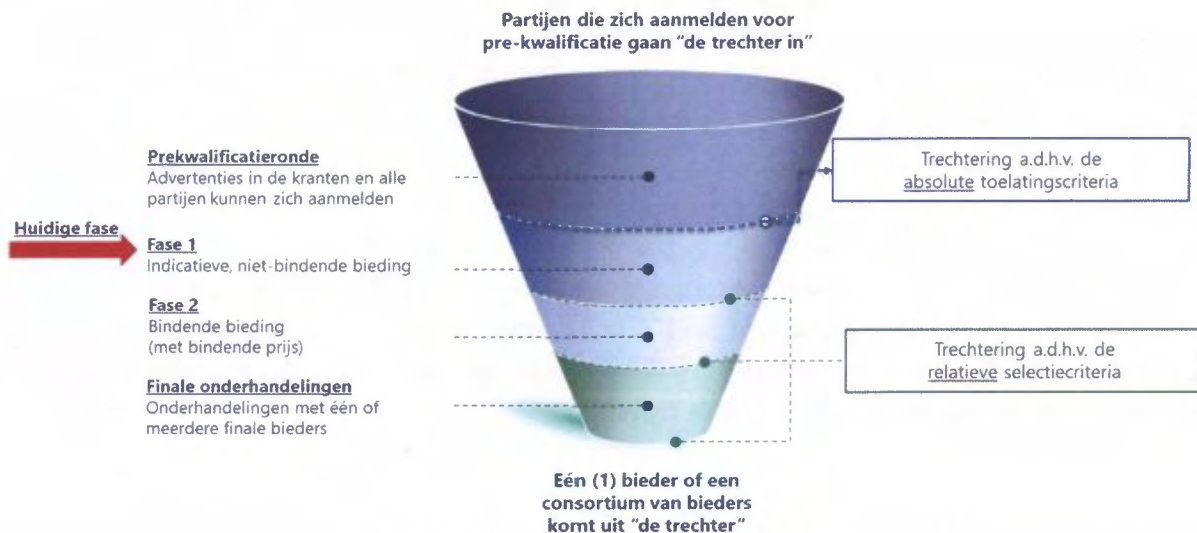 Partijen die zich aanmelden voor
pre-kwalificatie gaan “de trechter in”
Prekwalificatieronde
Advertenties in de kranten en alle
partijen kunnen zich aanmelden
Huidige fase
Fase 1
Indicatieve, niet-bindende bieding
Fase 2
Bindende bieding
(met bindende prijs)
Finale onderhandelingen
Onderhandelingen met één of
meerdere finale bieders
Trechtering a.d.h.v. de
absolute toelatingscriteria
Trechtering a.d.h.v. de
relatieve selectiecriteria
Eén (1) bieder of een
consortium van bieders
komt uit “de trechter”